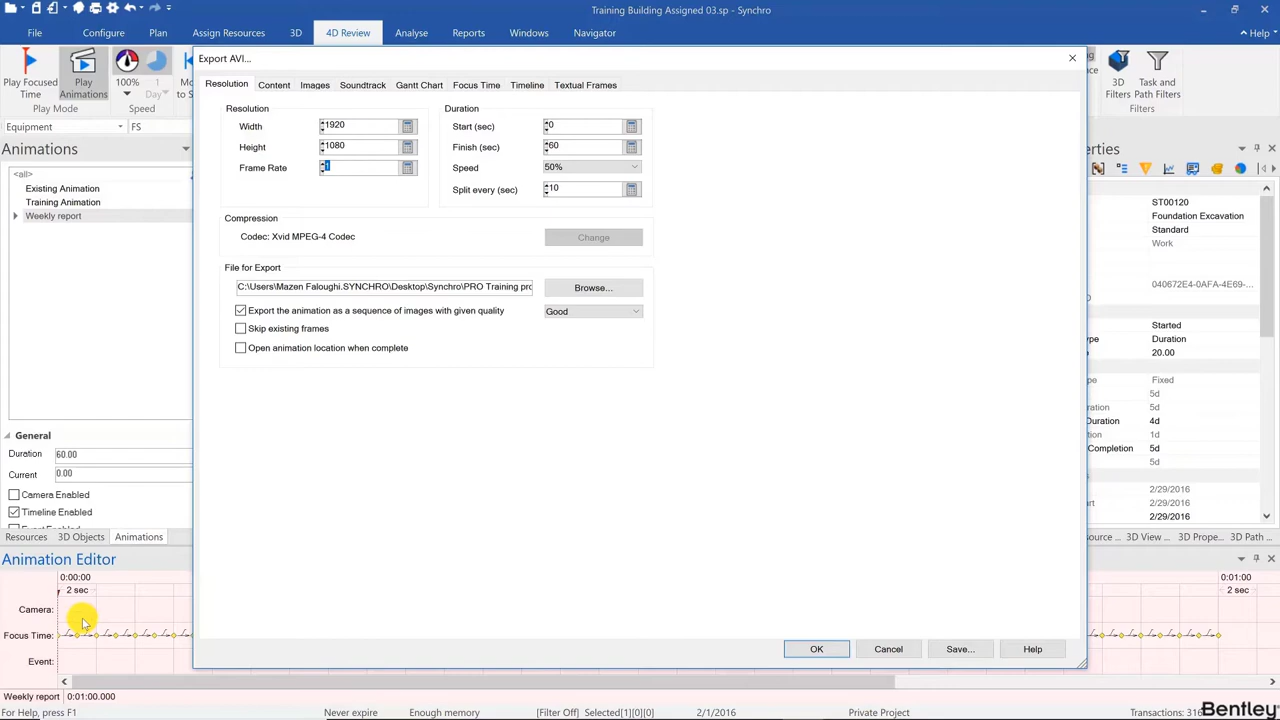 Training Building Assigned 03.sp - Synchro
File
Configure
Plan
Assign Resources
3D
4D Review
Analyse
Reports
Windows
Navigator
Help
Play Focused
Time
Play
Animations
Play Mode
100%
1
Day
Speed
3D
Filters
Task and
Path Filters
Filters
Equipment
FS
Animations
<all>
Existing Animation
Training Animation
Weekly report
General
Duration
60.00
Current
0.00
Camera Enabled
Timeline Enabled
Resources
3D Objects
Animations
Export AVI...
Resolution
Content
Images
Soundtrack
Gantt Chart
Focus Time
Timeline
Textual Frames
Resolution
Width
1920
Height
1080
Frame Rate
1
Duration
Start (sec)
0
Finish (sec)
60
Speed
50%
Split every (sec)
10
Compression
Codec: Xvid MPEG-4 Codec
Change
File for Export
C:\Users\Mazen Faloughi.SYNCHRO\Desktop\Synchro\PRO Training pro
Browse...
Export the animation as a sequence of images with given quality
Good
Skip existing frames
Open animation location when complete
OK
Cancel
Save...
Help
ST00120
Foundation Excavation
Standard
Work
040672E4-0AFA-4E69-...
Started
Duration
20.00
Fixed
5d
5d
Duration
4d
1d
Completion
5d
5d
2/29/2016
2/29/2016
2/29/2016
3D View ...
3D Prope...
3D Path ...
Animation Editor
0:00:00
2 sec
0:01:00
2 sec
Camera:
Focus Time:
Event:
Weekly report
0:01:00.000
For Help, press F1
Never expire
Enough memory
[Filter Off]
Selected[1][0][0]
2/1/2016
Private Project
Transactions: 316
Bentley